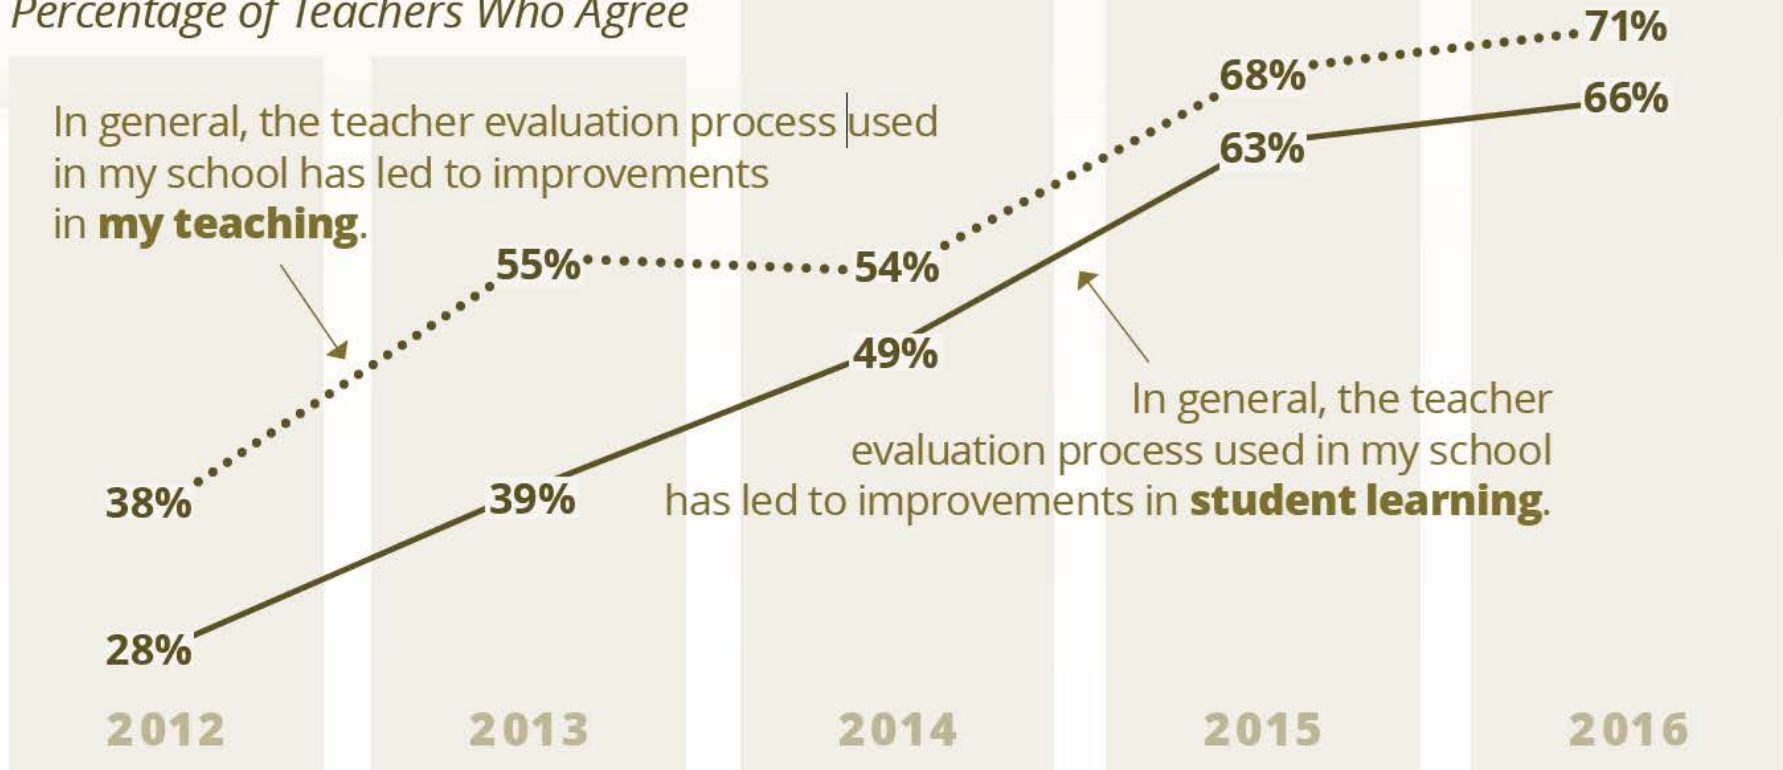 Percentage of Teachers Who Agree
In general, the teacher evaluation process used
in my school has led to improvements
in my teaching.
71%
68%
66%
63%
55%
54%
49%
In general, the teacher
evaluation process used in my school
has led to improvements in student learning.
38%
39%
28%
2012 2013 2014 2015 2016